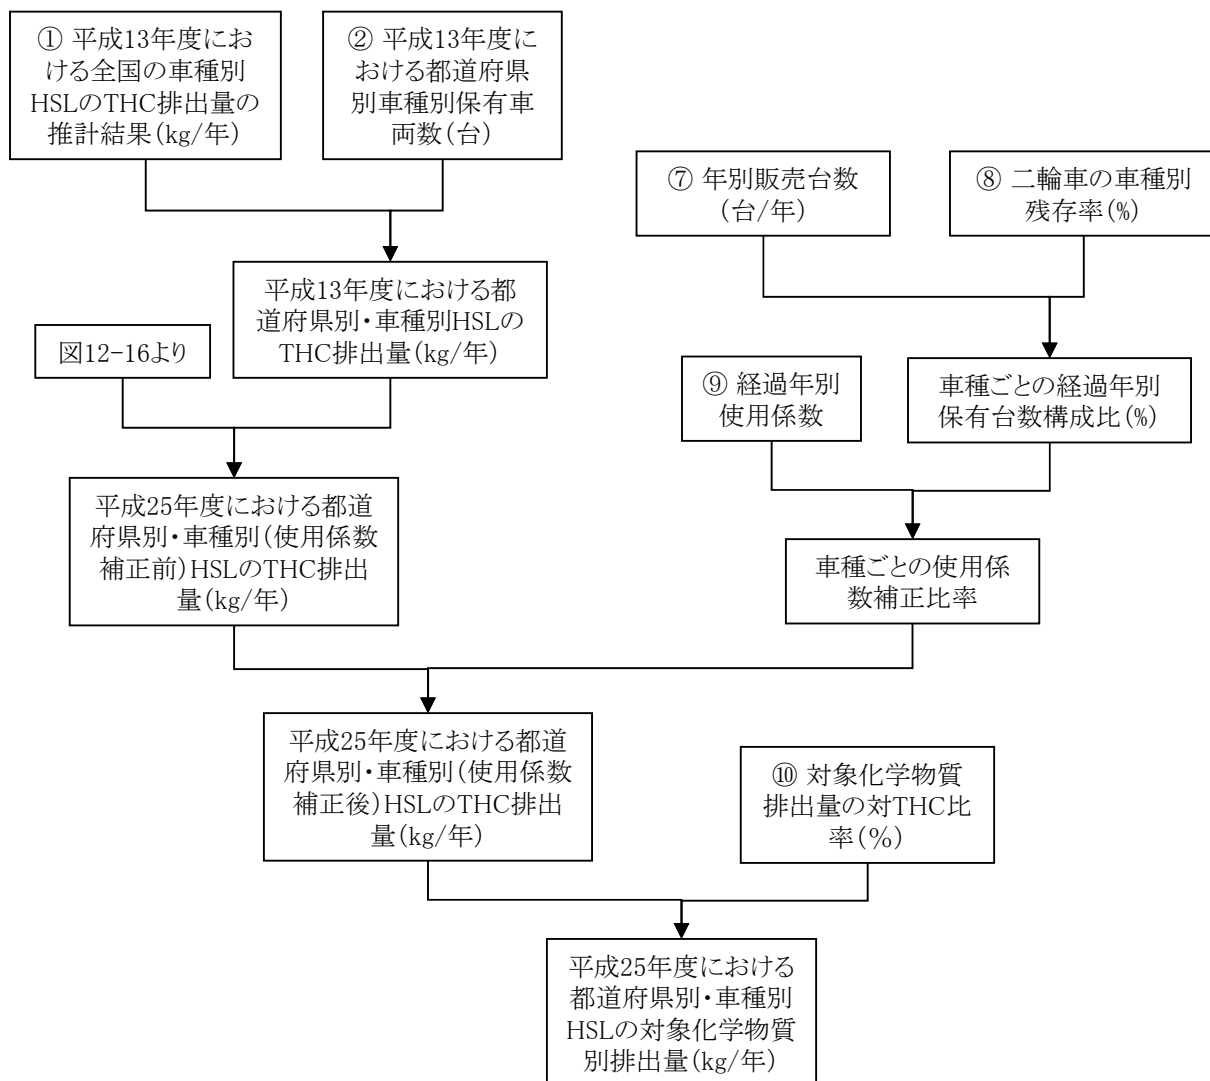 ① 平成13年度にお
ける全国の車種別
HSLのTHC排出量の
推計結果(kg/年)
② 平成13年度に
おける都道府県
別車種別保有車
両数(台)
⑦ 年別販売台数
(台/年)
⑧ 二輪車の車種別
残存率(%)
平成13年度における都
道府県別・車種別HSLの
THC排出量(kg/年)
図12-16より
⑨ 経過年別
使用係数
車種ごとの経過年別
保有台数構成比(%)
平成25年度における都道
府県別・車種別(使用係数
補正前)HSLのTHC排出
量(kg/年)
車種ごとの使用係
数補正比率
平成25年度における都道
府県別・車種別(使用係数
補正後)HSLのTHC排出
量(kg/年)
⑩ 対象化学物質
排出量の対THC比
率(%)
平成25年度における
都道府県別・車種別
HSLの対象化学物質
別排出量(kg/年)